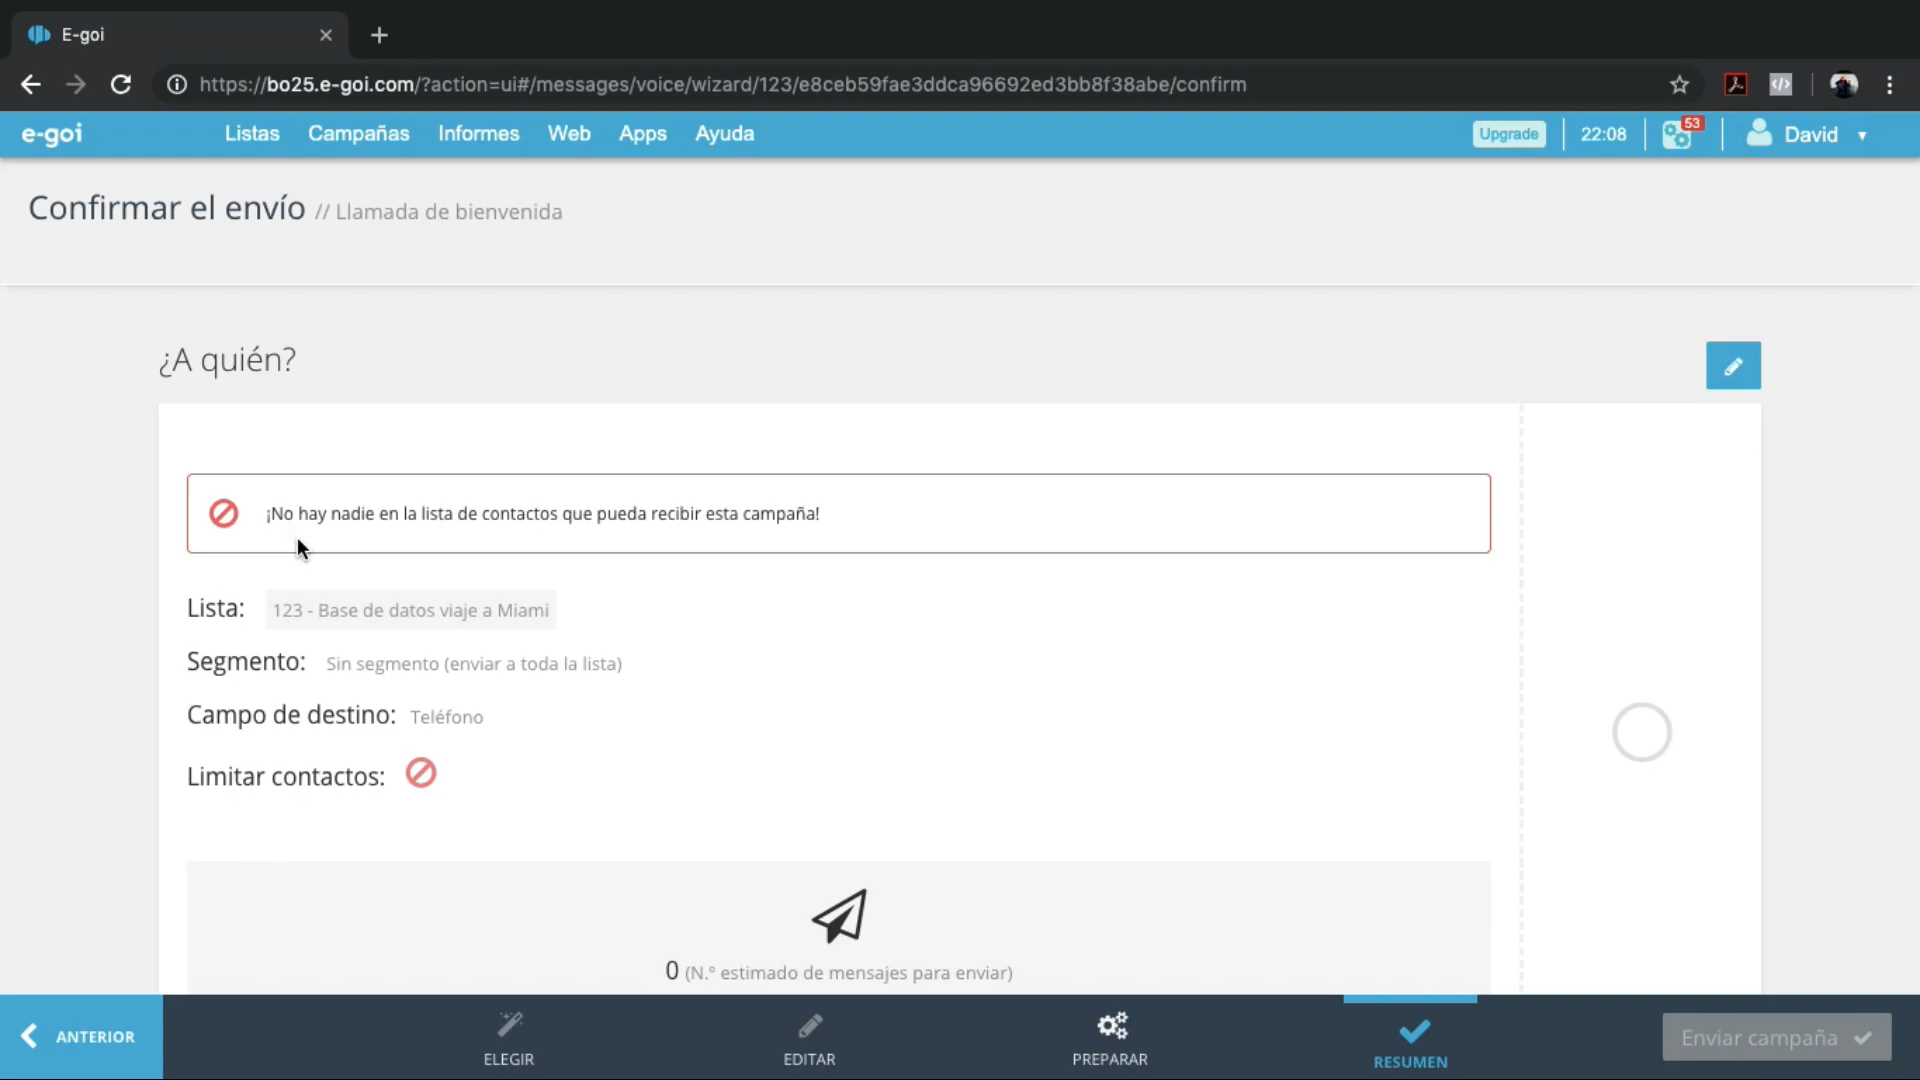 E-goi
https://bo25.e-goi.com/?action=ui#/messages/voice/wizard/123/e8ceb59fae3ddca96692ed3bb8f38abe/confirm
e-goi Listas Campañas Informes Web Apps Ayuda Upgrade 22:08 53 David
Confirmar el envío // Llamada de bienvenida
¿A quién?
¡No hay nadie en la lista de contactos que pueda recibir esta campaña!
Lista: 123 - Base de datos viaje a Miami
Segmento: Sin segmento (enviar a toda la lista)
Campo de destino: Teléfono
Limitar contactos:
0 (N.º estimado de mensajes para enviar)
ANTERIOR ELEGIR EDITAR PREPARAR RESUMEN Enviar campaña